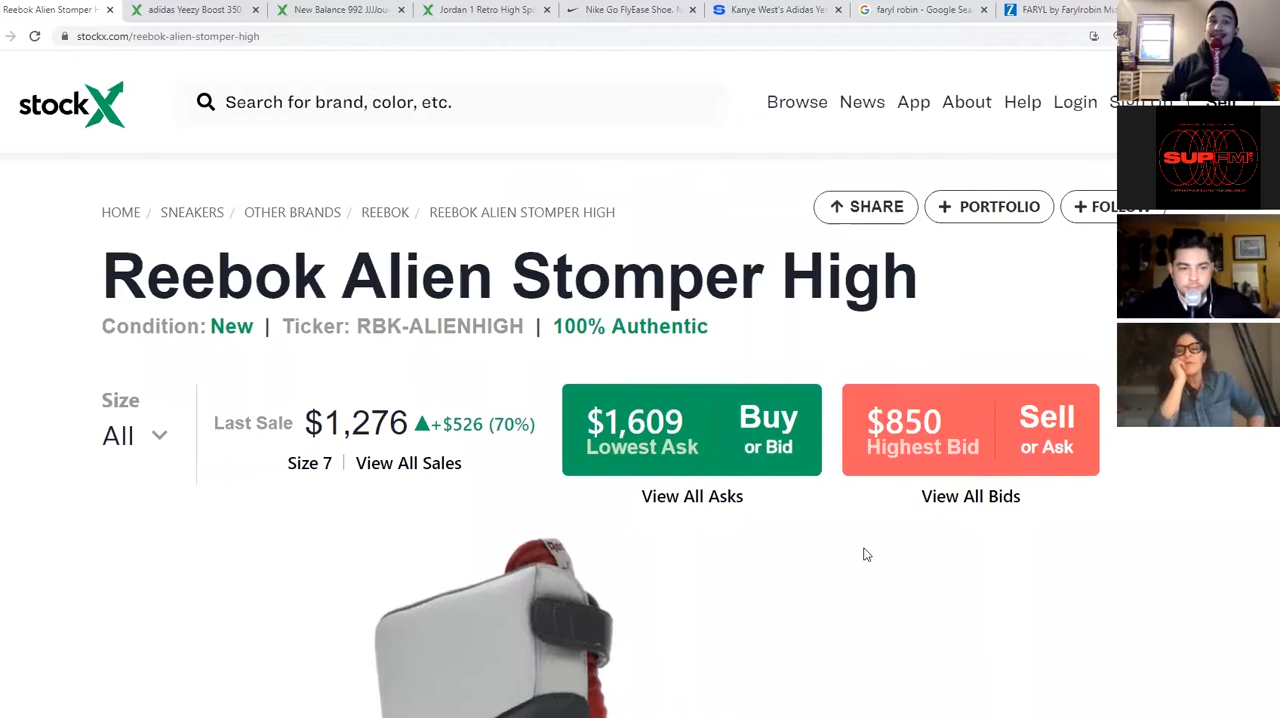 Reebok Alien Stomper H
adidas Yeezy Boost 350
New Balance 992 JJJJou
Jordan 1 Retro High Sp
Nike Go FlyEase Shoe. N
Kanye West's Adidas Ye
faryl robin - Google Sea
FARYL by Farylrobin
stockx.com/reebok-alien-stomper-high
stockX
Search for brand, color, etc.
Browse News App About Help Login Sign Up Sell
SUPFM
HOME / SNEAKERS / OTHER BRANDS / REEBOK / REEBOK ALIEN STOMPER HIGH
SHARE
+ PORTFOLIO
+ FOLLOW
Reebok Alien Stomper High
Condition: New | Ticker: RBK-ALIENHIGH | 100% Authentic
Size
All
Last Sale $1,276 ▲+$526 (70%)
Size 7 | View All Sales
$1,609 Buy
Lowest Ask or Bid
View All Asks
$850 Sell
Highest Bid or Ask
View All Bids